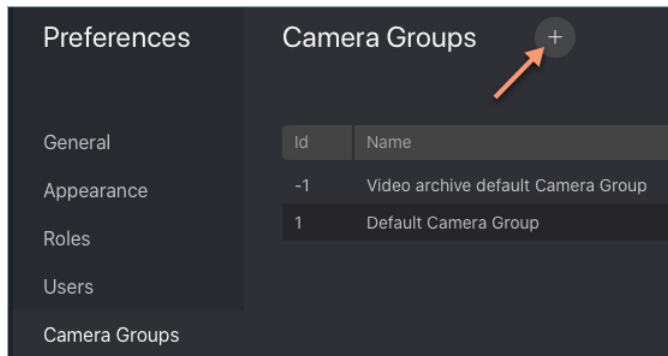 Preferences
Camera Groups
+
General
Appearance
Roles
Users
Camera Groups
Id Name
-1 Video archive default Camera Group
1 Default Camera Group